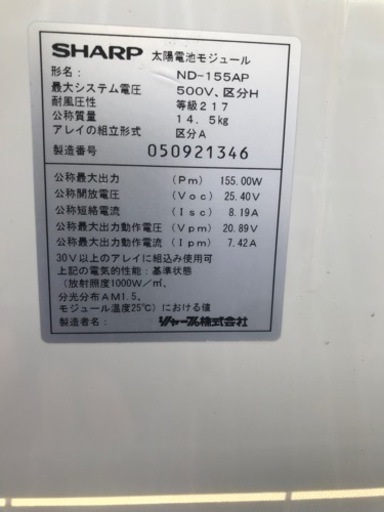 SHARP 太陽電池モジュール
形名： ND-155AP
最大システム電圧 500V、区分H
耐風圧性 等級217
公称質量 14.5kg
アレイの組立形式 区分A
製造番号 050921346
公称最大出力 (Pm) 155.00W
公称開放電圧 (Voc) 25.40V
公称短絡電流 (Isc) 8.19A
公称最大出力動作電圧 (Vpm) 20.89V
公称最大出力動作電流 (Ipm) 7.42A
30V以上のアレイに組込み使用可
上記の電気的性能：基準状態
(放射照度1000W／㎡、
分光分布AM1.5、
モジュール温度25℃)における値
製造者名： シャープ株式会社